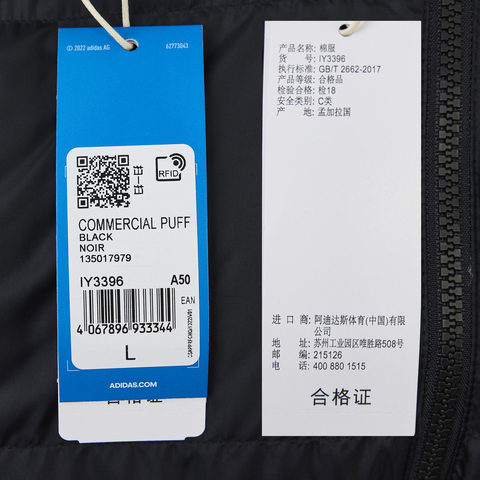 © 2022 adidas AG
62773043
RFID
COMMERCIAL PUFF
BLACK
NOIR
135017979
IY3396 A50
EAN
4 067896 933344
L
ADIDAS.COM
合格证
产品名称: 棉服
货 号: IY3396
执行标准: GB/T 2662-2017
产品等级: 合格品
检验合格: 检18
安全类别: C类
产 地: 孟加拉国
进 口 商: 阿迪达斯体育(中国)有限
公司
地 址: 苏州工业园区唯胜路508号
邮 编: 215126
电 话: 400 880 1515
合格证